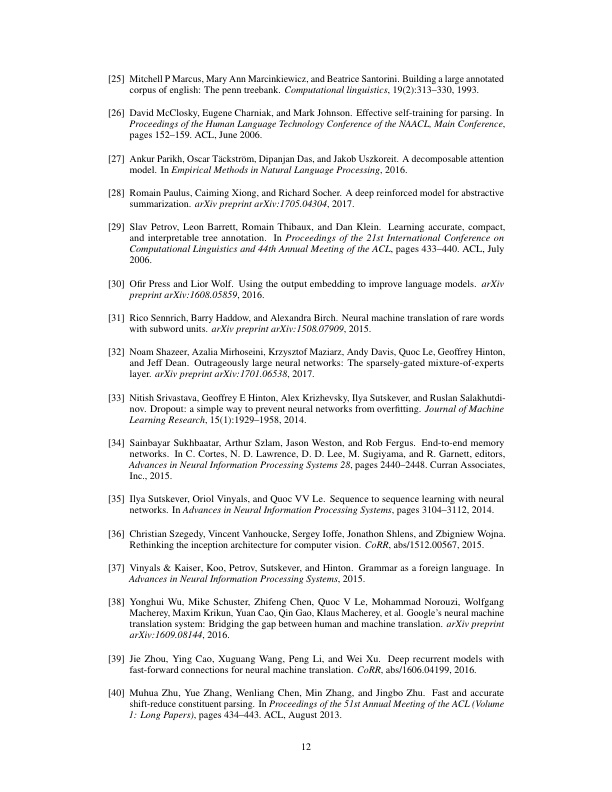 [25] Mitchell P Marcus, Mary Ann Marcinkiewicz, and Beatrice Santorini. Building a large annotated
corpus of english: The penn treebank. Computational linguistics, 19(2):313–330, 1993.
[26] David McClosky, Eugene Charniak, and Mark Johnson. Effective self-training for parsing. In
Proceedings of the Human Language Technology Conference of the NAACL, Main Conference,
pages 152–159. ACL, June 2006.
[27] Ankur Parikh, Oscar Täckström, Dipanjan Das, and Jakob Uszkoreit. A decomposable attention
model. In Empirical Methods in Natural Language Processing, 2016.
[28] Romain Paulus, Caiming Xiong, and Richard Socher. A deep reinforced model for abstractive
summarization. arXiv preprint arXiv:1705.04304, 2017.
[29] Slav Petrov, Leon Barrett, Romain Thibaux, and Dan Klein. Learning accurate, compact,
and interpretable tree annotation. In Proceedings of the 21st International Conference on
Computational Linguistics and 44th Annual Meeting of the ACL, pages 433–440. ACL, July
2006.
[30] Ofir Press and Lior Wolf. Using the output embedding to improve language models. arXiv
preprint arXiv:1608.05859, 2016.
[31] Rico Sennrich, Barry Haddow, and Alexandra Birch. Neural machine translation of rare words
with subword units. arXiv preprint arXiv:1508.07909, 2015.
[32] Noam Shazeer, Azalia Mirhoseini, Krzysztof Maziarz, Andy Davis, Quoc Le, Geoffrey Hinton,
and Jeff Dean. Outrageously large neural networks: The sparsely-gated mixture-of-experts
layer. arXiv preprint arXiv:1701.06538, 2017.
[33] Nitish Srivastava, Geoffrey E Hinton, Alex Krizhevsky, Ilya Sutskever, and Ruslan Salakhutdi-
nov. Dropout: a simple way to prevent neural networks from overfitting. Journal of Machine
Learning Research, 15(1):1929–1958, 2014.
[34] Sainbayar Sukhbaatar, Arthur Szlam, Jason Weston, and Rob Fergus. End-to-end memory
networks. In C. Cortes, N. D. Lawrence, D. D. Lee, M. Sugiyama, and R. Garnett, editors,
Advances in Neural Information Processing Systems 28, pages 2440–2448. Curran Associates,
Inc., 2015.
[35] Ilya Sutskever, Oriol Vinyals, and Quoc VV Le. Sequence to sequence learning with neural
networks. In Advances in Neural Information Processing Systems, pages 3104–3112, 2014.
[36] Christian Szegedy, Vincent Vanhoucke, Sergey Ioffe, Jonathon Shlens, and Zbigniew Wojna.
Rethinking the inception architecture for computer vision. CoRR, abs/1512.00567, 2015.
[37] Vinyals & Kaiser, Koo, Petrov, Sutskever, and Hinton. Grammar as a foreign language. In
Advances in Neural Information Processing Systems, 2015.
[38] Yonghui Wu, Mike Schuster, Zhifeng Chen, Quoc V Le, Mohammad Norouzi, Wolfgang
Macherey, Maxim Krikun, Yuan Cao, Qin Gao, Klaus Macherey, et al. Google's neural machine
translation system: Bridging the gap between human and machine translation. arXiv preprint
arXiv:1609.08144, 2016.
[39] Jie Zhou, Ying Cao, Xuguang Wang, Peng Li, and Wei Xu. Deep recurrent models with
fast-forward connections for neural machine translation. CoRR, abs/1606.04199, 2016.
[40] Muhua Zhu, Yue Zhang, Wenliang Chen, Min Zhang, and Jingbo Zhu. Fast and accurate
shift-reduce constituent parsing. In Proceedings of the 51st Annual Meeting of the ACL (Volume
1: Long Papers), pages 434–443. ACL, August 2013.
12